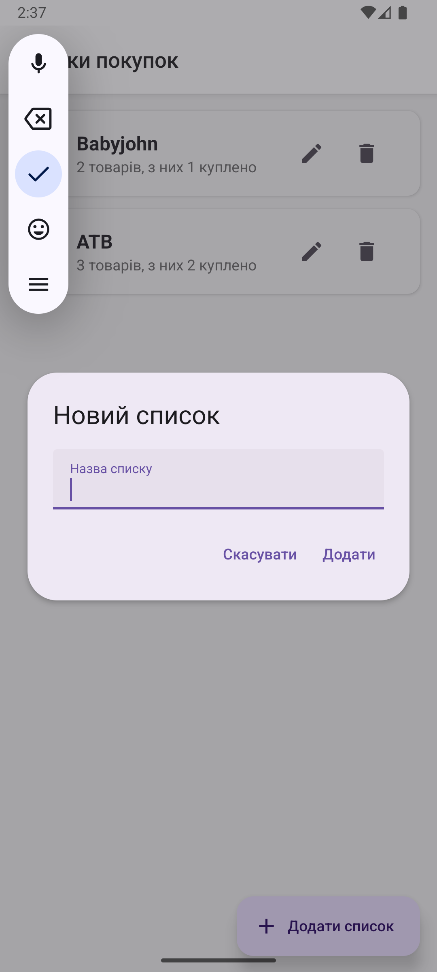 2:37
ки покупок
Babyjohn
2 товарів, з них 1 куплено
АТВ
3 товарів, з них 2 куплено
Новий список
Назва списку
Скасувати Додати
Додати список